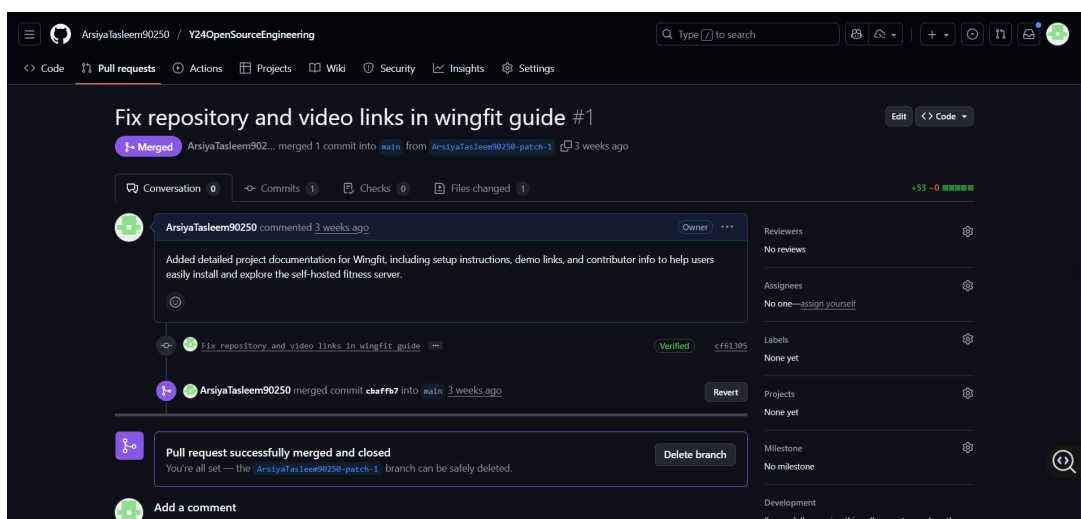 ArsiyaTasleem90250 / Y24OpenSourceEngineering
Type / to search
<> Code Pull requests Actions Projects Wiki Security Insights Settings
Fix repository and video links in wingfit guide #1
Edit <> Code
Merged ArsiyaTasleem902... merged 1 commit into main from ArsiyaTasleem90250-patch-1 3 weeks ago
Conversation 0 Commits 1 Checks 0 Files changed 1 +53 −0
ArsiyaTasleem90250 commented 3 weeks ago Owner ...
Added detailed project documentation for Wingfit, including setup instructions, demo links, and contributor info to help users
easily install and explore the self-hosted fitness server.
Fix repository and video links in wingfit guide ... Verified cf61305
ArsiyaTasleem90250 merged commit cbaffb7 into main 3 weeks ago Revert
Pull request successfully merged and closed
You're all set — the ArsiyaTasleem90250-patch-1 branch can be safely deleted.
Delete branch
Add a comment
Reviewers
No reviews
Assignees
No one—assign yourself
Labels
None yet
Projects
None yet
Milestone
No milestone
Development